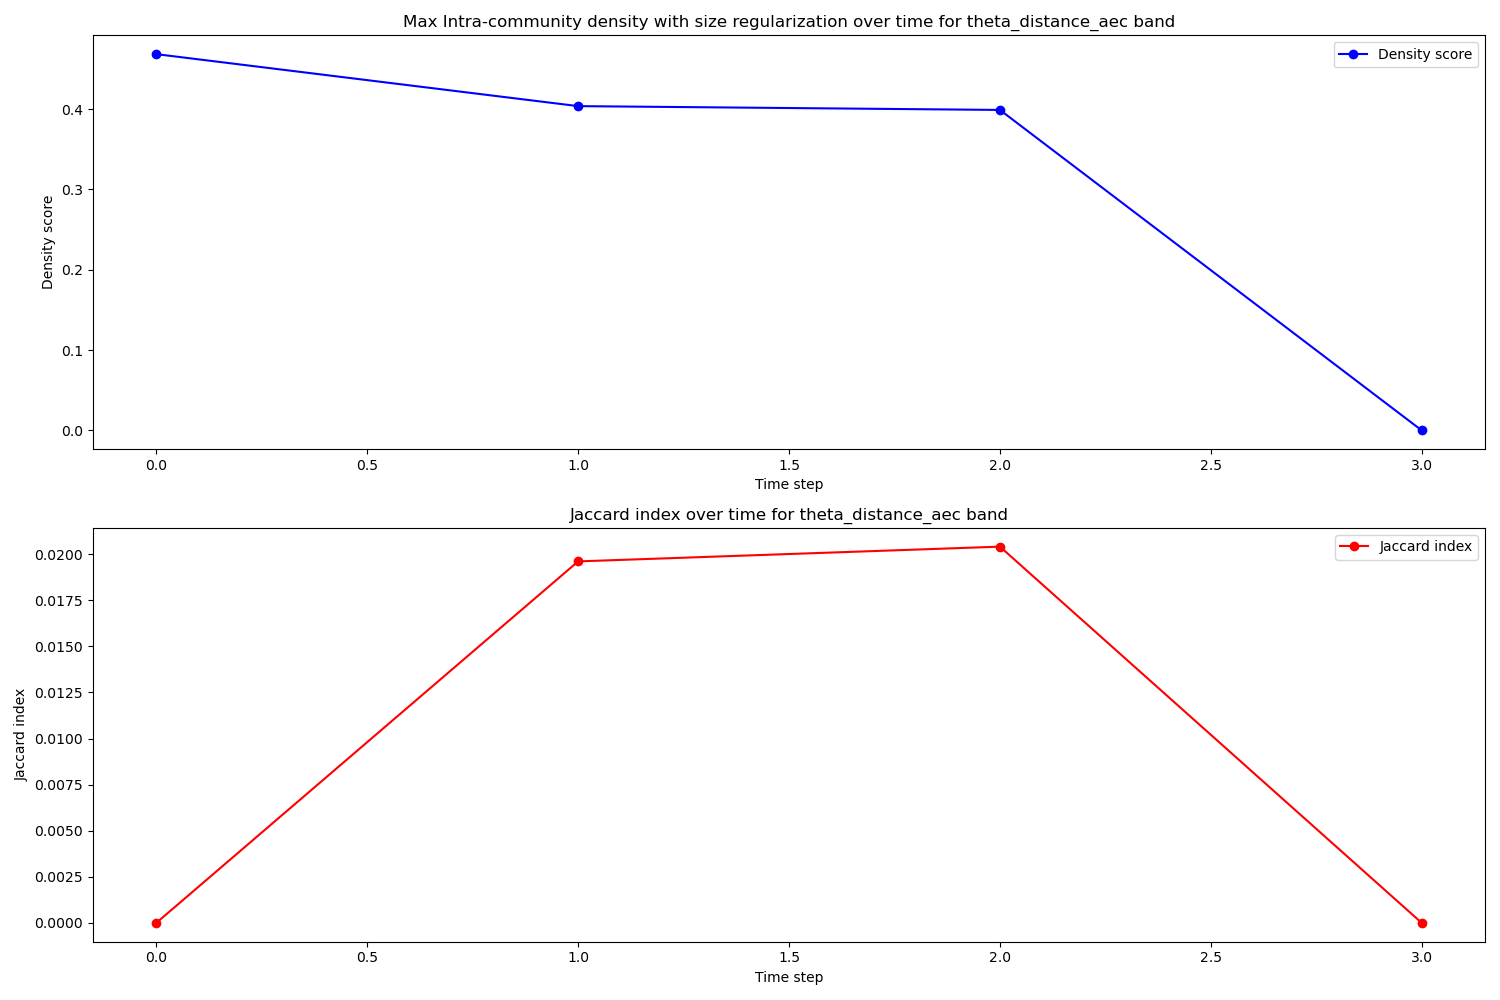 Max Intra-community density with size regularization over time for theta_distance_aec band
Density score
0.4
0.3
0.2
0.1
0.0
Density score
0.0 0.5 1.0 1.5 2.0 2.5 3.0
Time step
Jaccard index over time for theta_distance_aec band
Jaccard index
0.0200
0.0175
0.0150
0.0125
0.0100
0.0075
0.0050
0.0025
0.0000
Jaccard index
0.0 0.5 1.0 1.5 2.0 2.5 3.0
Time step